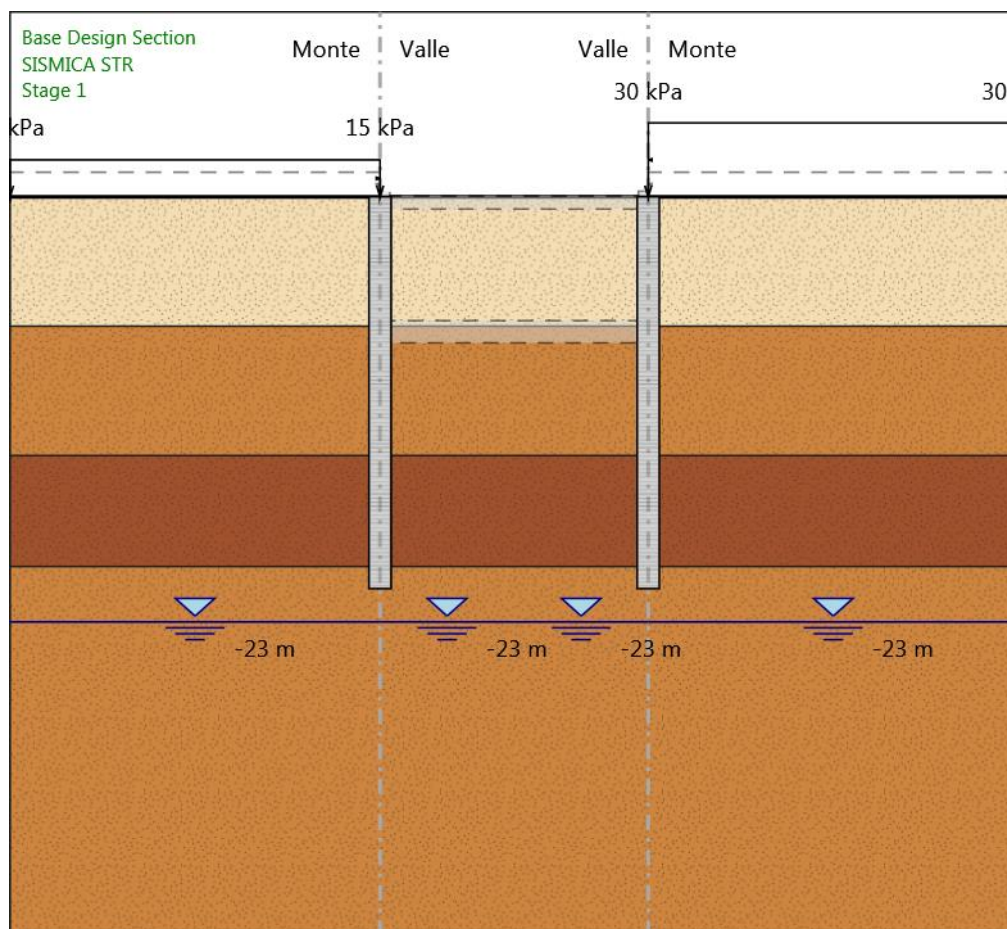 Base Design Section
SISMICA STR
Stage 1
Monte Valle Valle Monte
30 kPa 30
kPa 15 kPa
-23 m -23 m -23 m -23 m